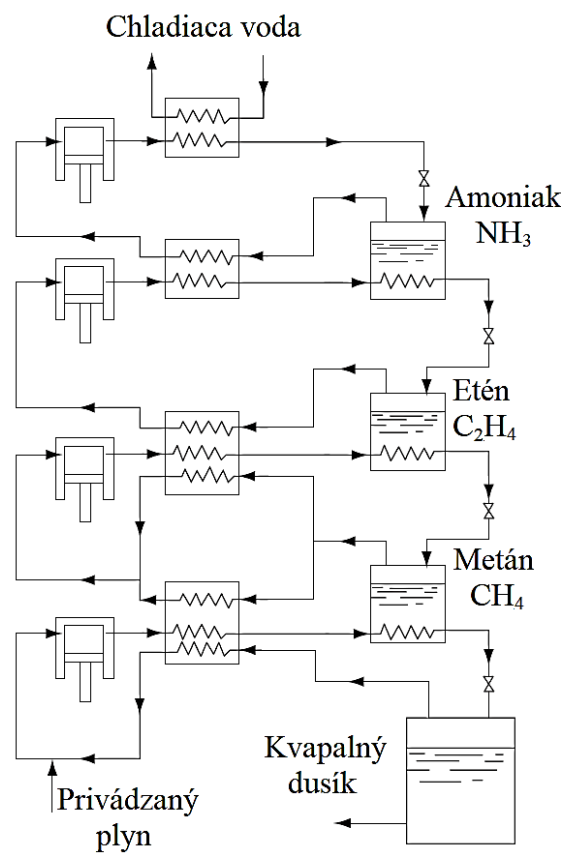 Chladiaca voda
Amoniak
NH₃
Etén
C₂H₄
Metán
CH₄
Kvapalný
dusík
Privádzaný
plyn